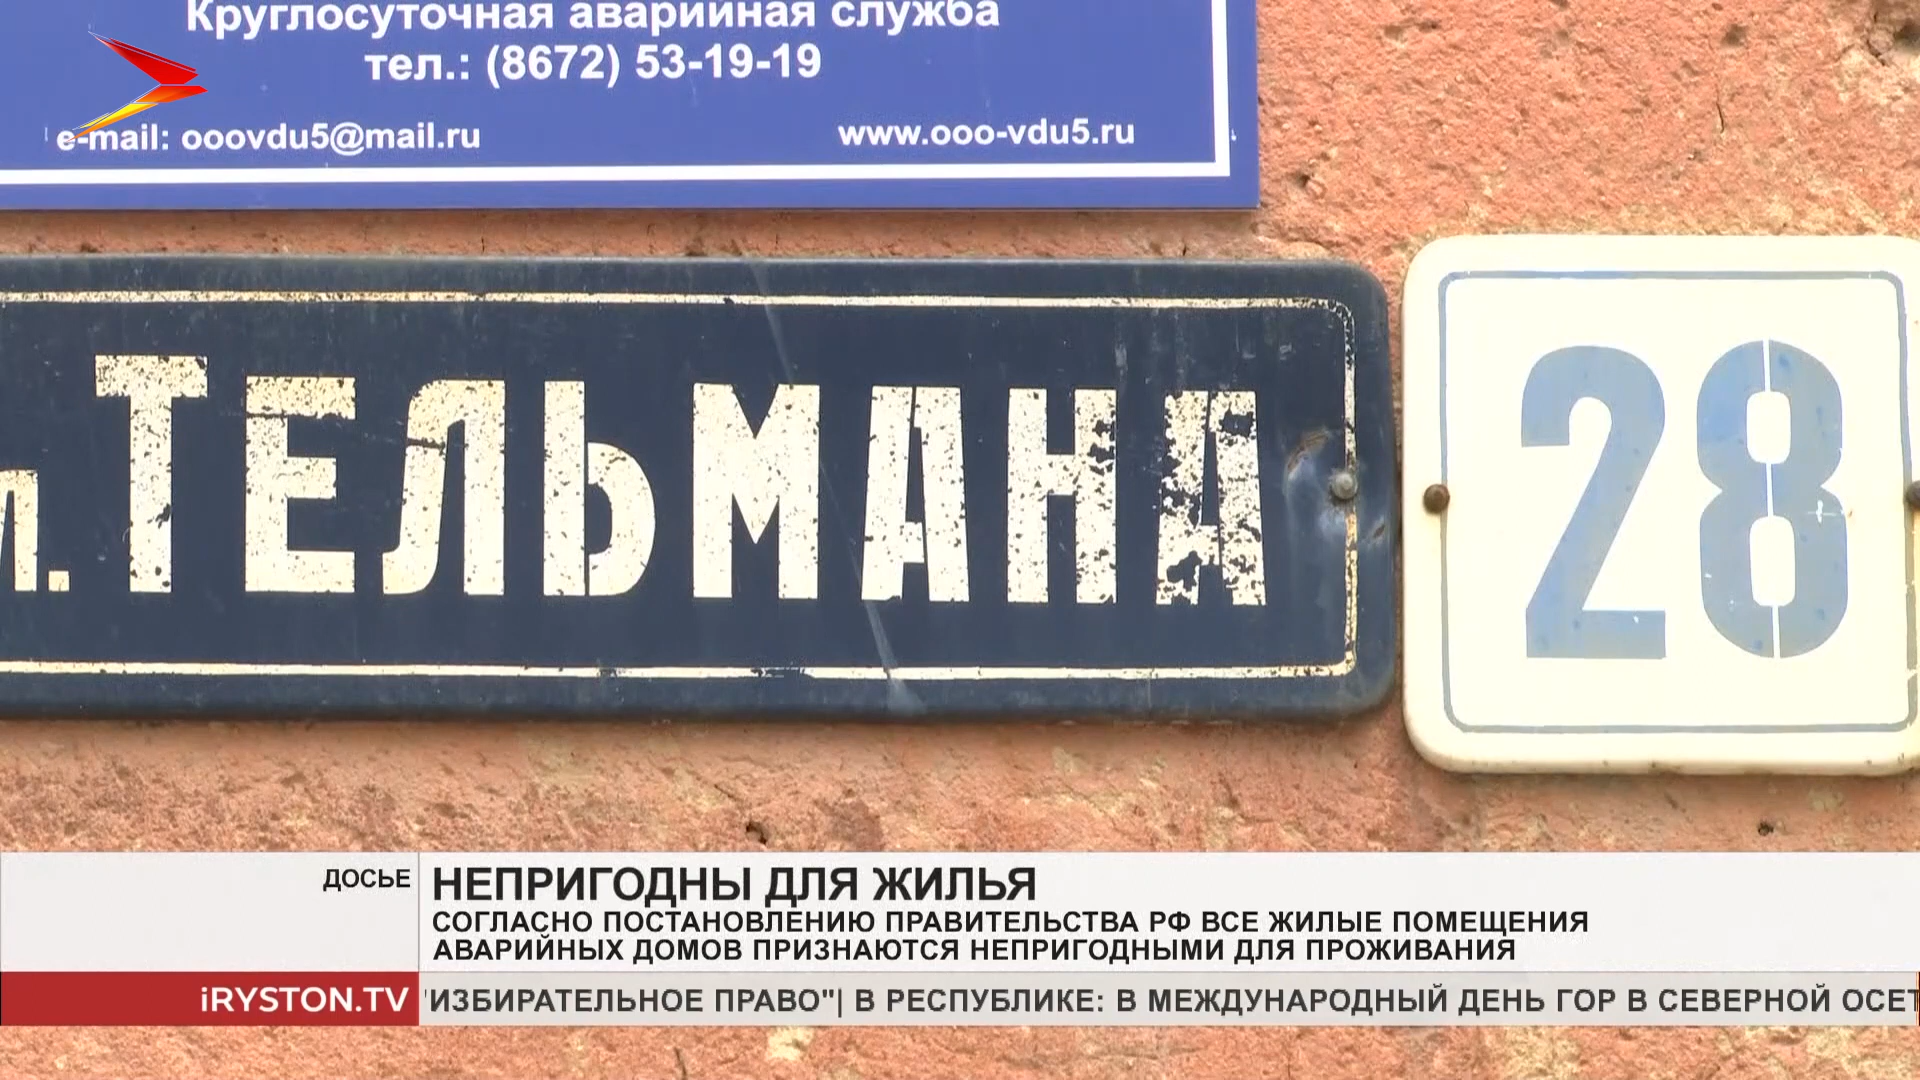 Круглосуточная аварийная служба
тел.: (8672) 53-19-19
e-mail: ooovdu5@mail.ru
www.ooo-vdu5.ru
л. ТЕЛЬМАНА
28
ДОСЬЕ
НЕПРИГОДНЫ ДЛЯ ЖИЛЬЯ
СОГЛАСНО ПОСТАНОВЛЕНИЮ ПРАВИТЕЛЬСТВА РФ ВСЕ ЖИЛЫЕ ПОМЕЩЕНИЯ
АВАРИЙНЫХ ДОМОВ ПРИЗНАЮТСЯ НЕПРИГОДНЫМИ ДЛЯ ПРОЖИВАНИЯ
iRYSTON.TV
"ИЗБИРАТЕЛЬНОЕ ПРАВО"| В РЕСПУБЛИКЕ: В МЕЖДУНАРОДНЫЙ ДЕНЬ ГОР В СЕВЕРНОЙ ОСЕТ